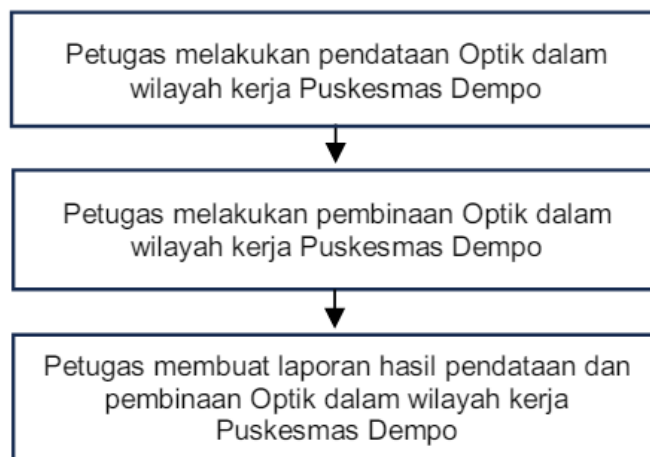 Petugas melakukan pendataan Optik dalam
wilayah kerja Puskesmas Dempo
Petugas melakukan pembinaan Optik dalam
wilayah kerja Puskesmas Dempo
Petugas membuat laporan hasil pendataan dan
pembinaan Optik dalam wilayah kerja
Puskesmas Dempo